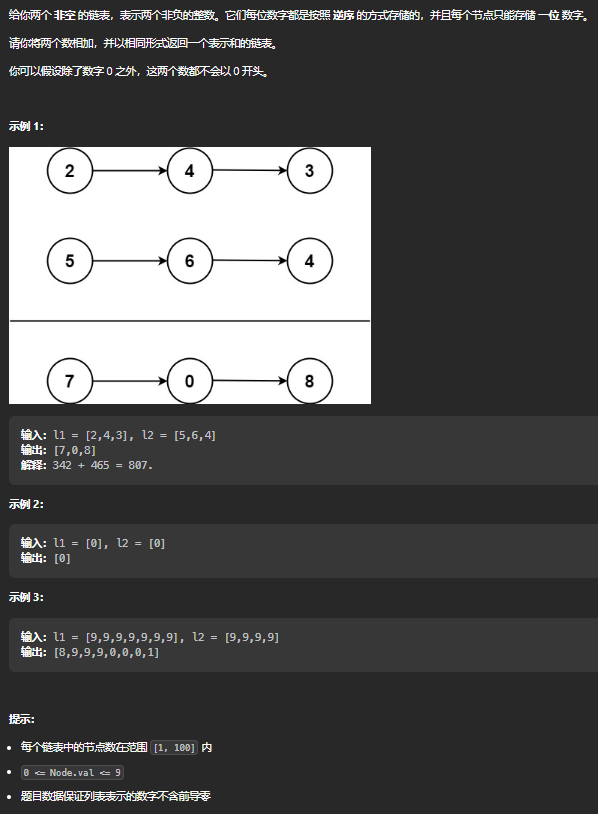 给你两个 非空 的链表，表示两个非负的整数。它们每位数字都是按照 逆序 的方式存储的，并且每个节点只能存储 一位 数字。
请你将两个数相加，并以相同形式返回一个表示和的链表。
你可以假设除了数字 0 之外，这两个数都不会以 0 开头。
示例 1：
2 4 3
5 6 4
7 0 8
输入：l1 = [2,4,3], l2 = [5,6,4]
输出：[7,0,8]
解释：342 + 465 = 807.
示例 2：
输入：l1 = [0], l2 = [0]
输出：[0]
示例 3：
输入：l1 = [9,9,9,9,9,9,9], l2 = [9,9,9,9]
输出：[8,9,9,9,0,0,0,1]
提示：
• 每个链表中的节点数在范围 [1, 100] 内
• 0 <= Node.val <= 9
• 题目数据保证列表表示的数字不含前导零